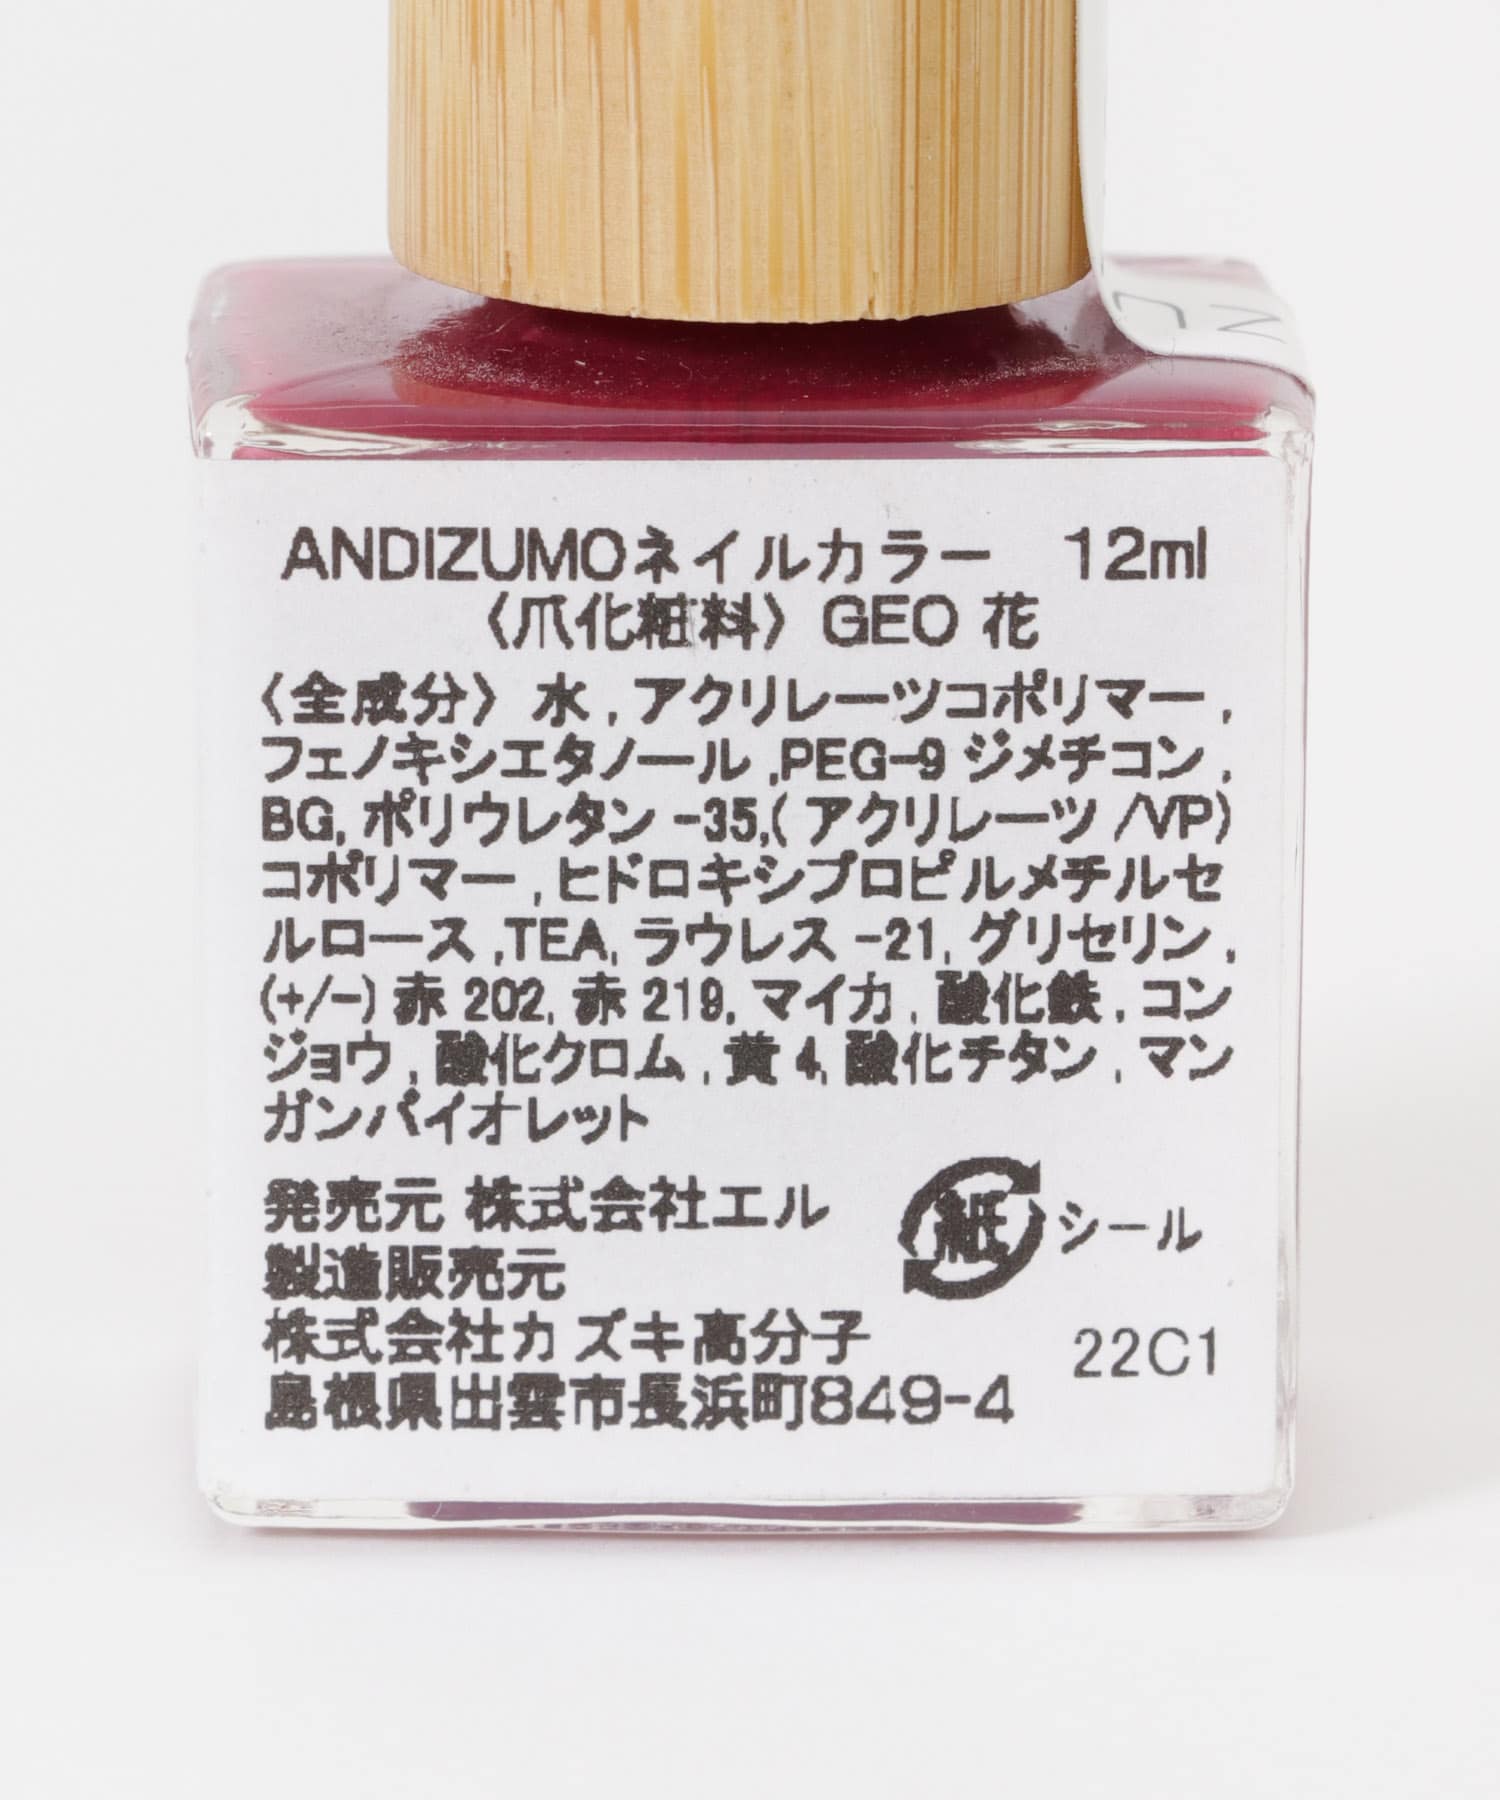 ANDIZUMOネイルカラー　12ml
〈爪化粧料〉 GEO 花
〈全成分〉 水 , アクリレーツコポリマー ,
フェノキシエタノール ,PEG-9 ジメチコン ,
BG, ポリウレタン -35,( アクリレーツ /VP)
コポリマー , ヒドロキシプロピルメチルセ
ルロース ,TEA, ラウレス -21, グリセリン ,
(+/-) 赤 202, 赤 219, マイカ , 酸化鉄 , コン
ジョウ , 酸化クロム , 黄 4, 酸化チタン , マン
ガンバイオレット
発売元 株式会社エル
紙 シール
製造販売元
株式会社カズキ高分子
22C1
島根県出雲市長浜町849-4